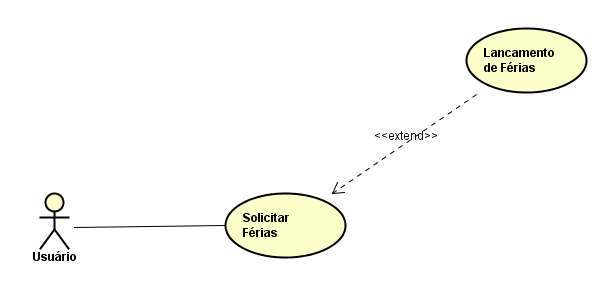 Lancamento
de Férias
<<extend>>
Solicitar
Férias
Usuário